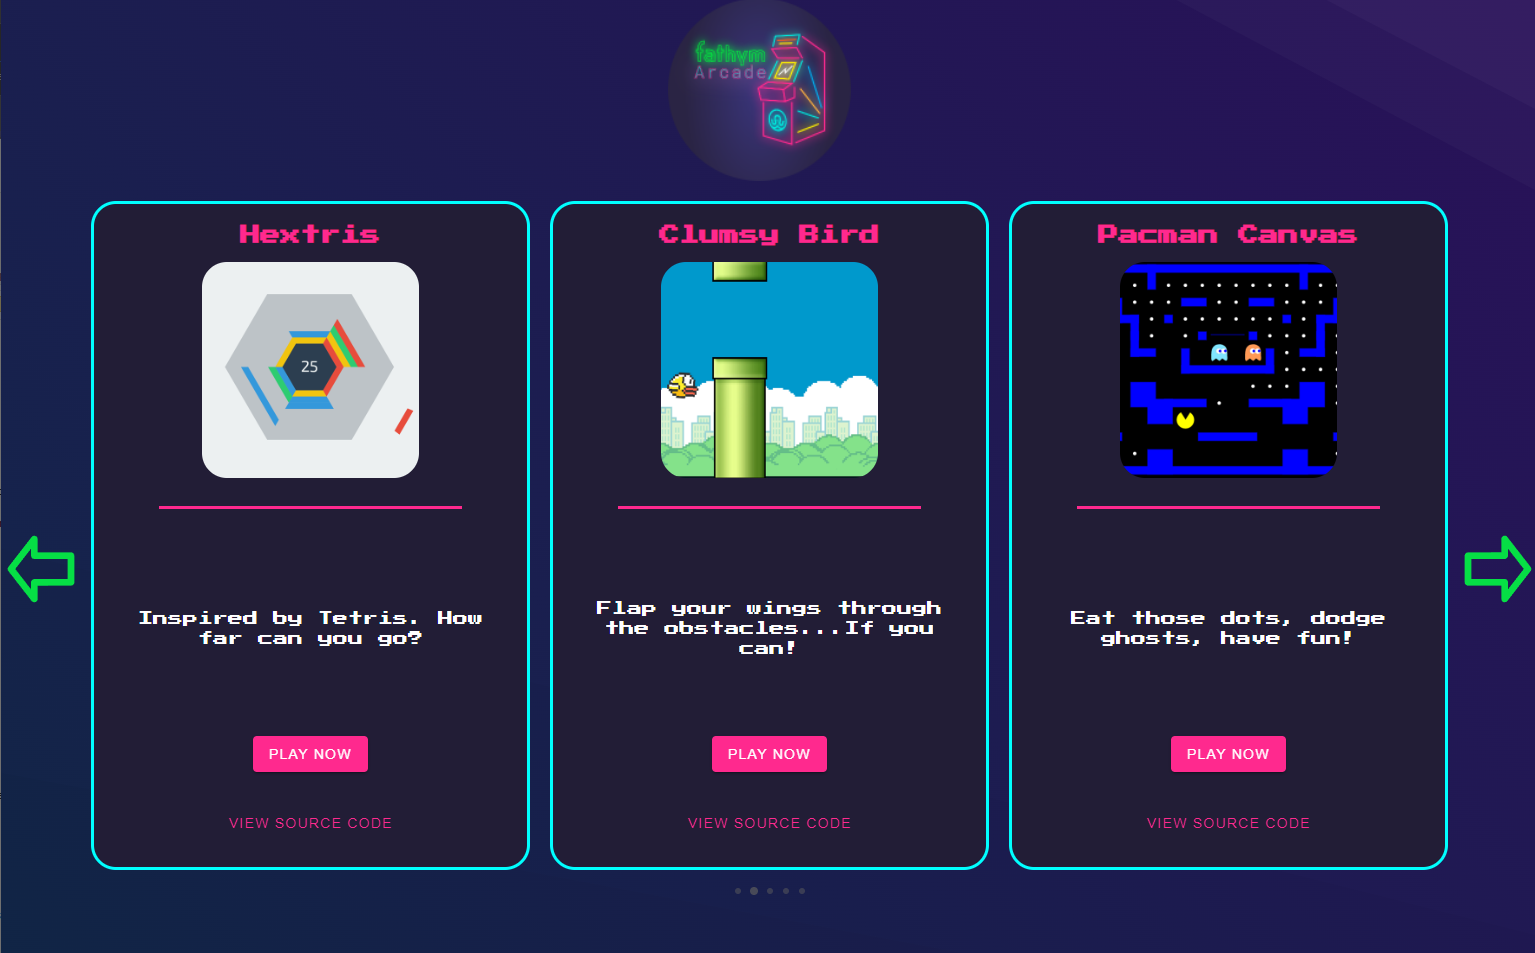 fathym
Arcade
Hextris
Clumsy Bird
Pacman Canvas
25
Inspired by Tetris. How
far can you go?
Flap your wings through
the obstacles...If you
can!
Eat those dots, dodge
ghosts, have fun!
PLAY NOW
PLAY NOW
PLAY NOW
VIEW SOURCE CODE
VIEW SOURCE CODE
VIEW SOURCE CODE